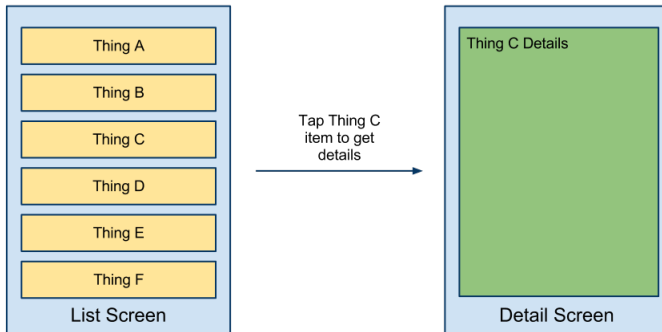 Thing A
Thing B
Thing C
Thing D
Thing E
Thing F
List Screen
Tap Thing C
item to get
details
Thing C Details
Detail Screen